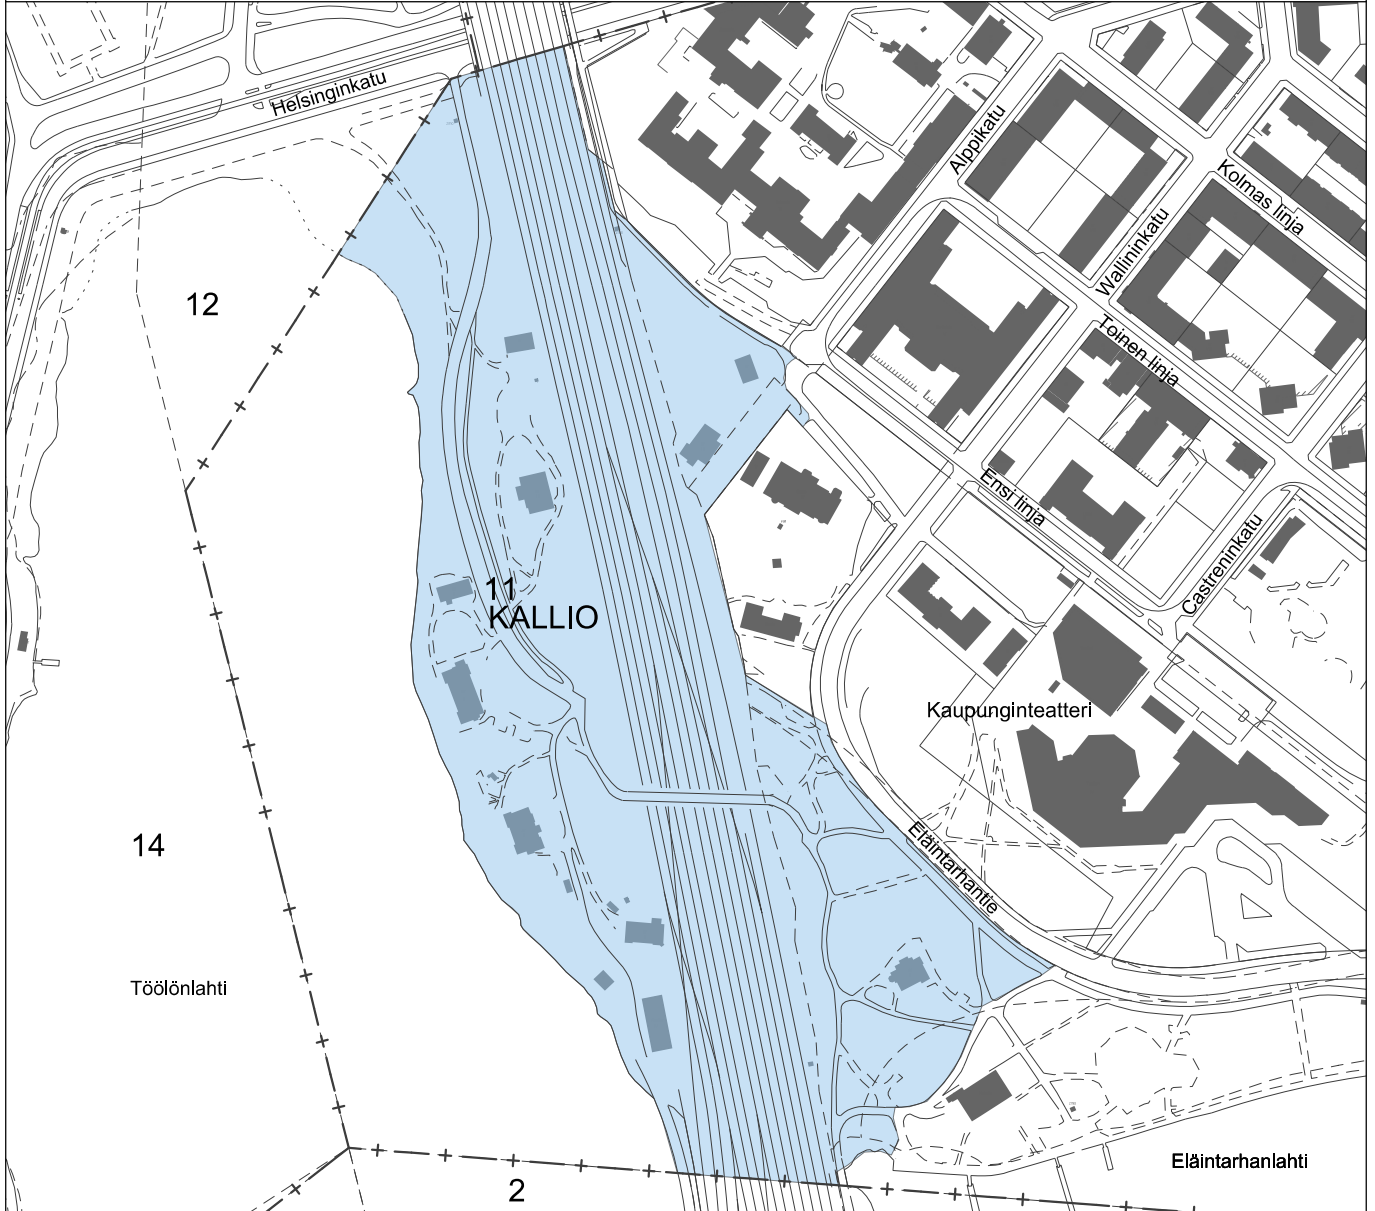 Helsinginkatu
Alppikatu
Kolmas linja
Wallininkatu
12
Toinen linja
Ensi linja
Castreninkatu
11
KALLIO
Kaupunginteatteri
14
Eläintarhantie
Töölönlahti
Eläintarhanlahti
2